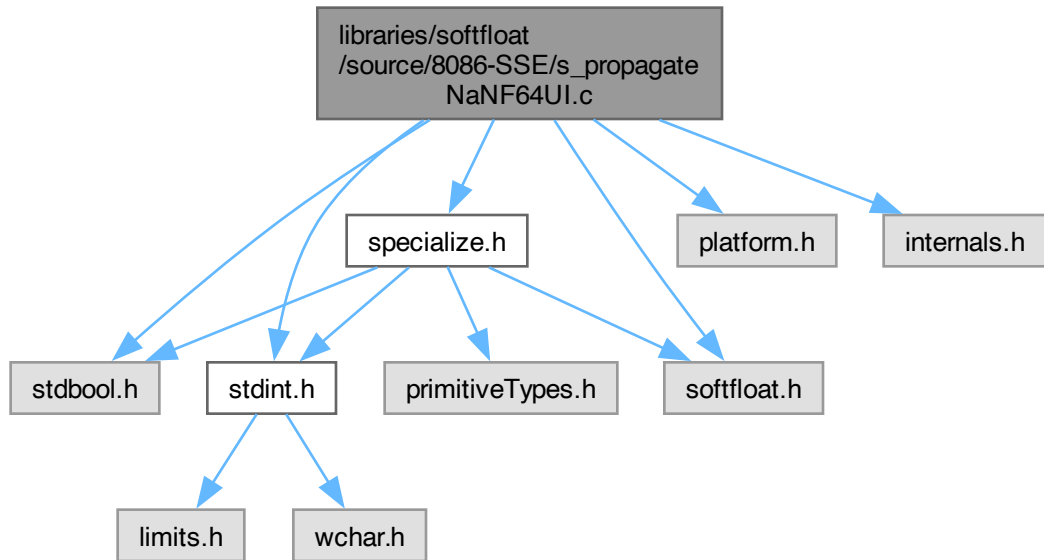 libraries/softfloat
/source/8086-SSE/s_propagate
NaNF64UI.c
specialize.h
platform.h
internals.h
stdbool.h
stdint.h
primitiveTypes.h
softfloat.h
limits.h
wchar.h